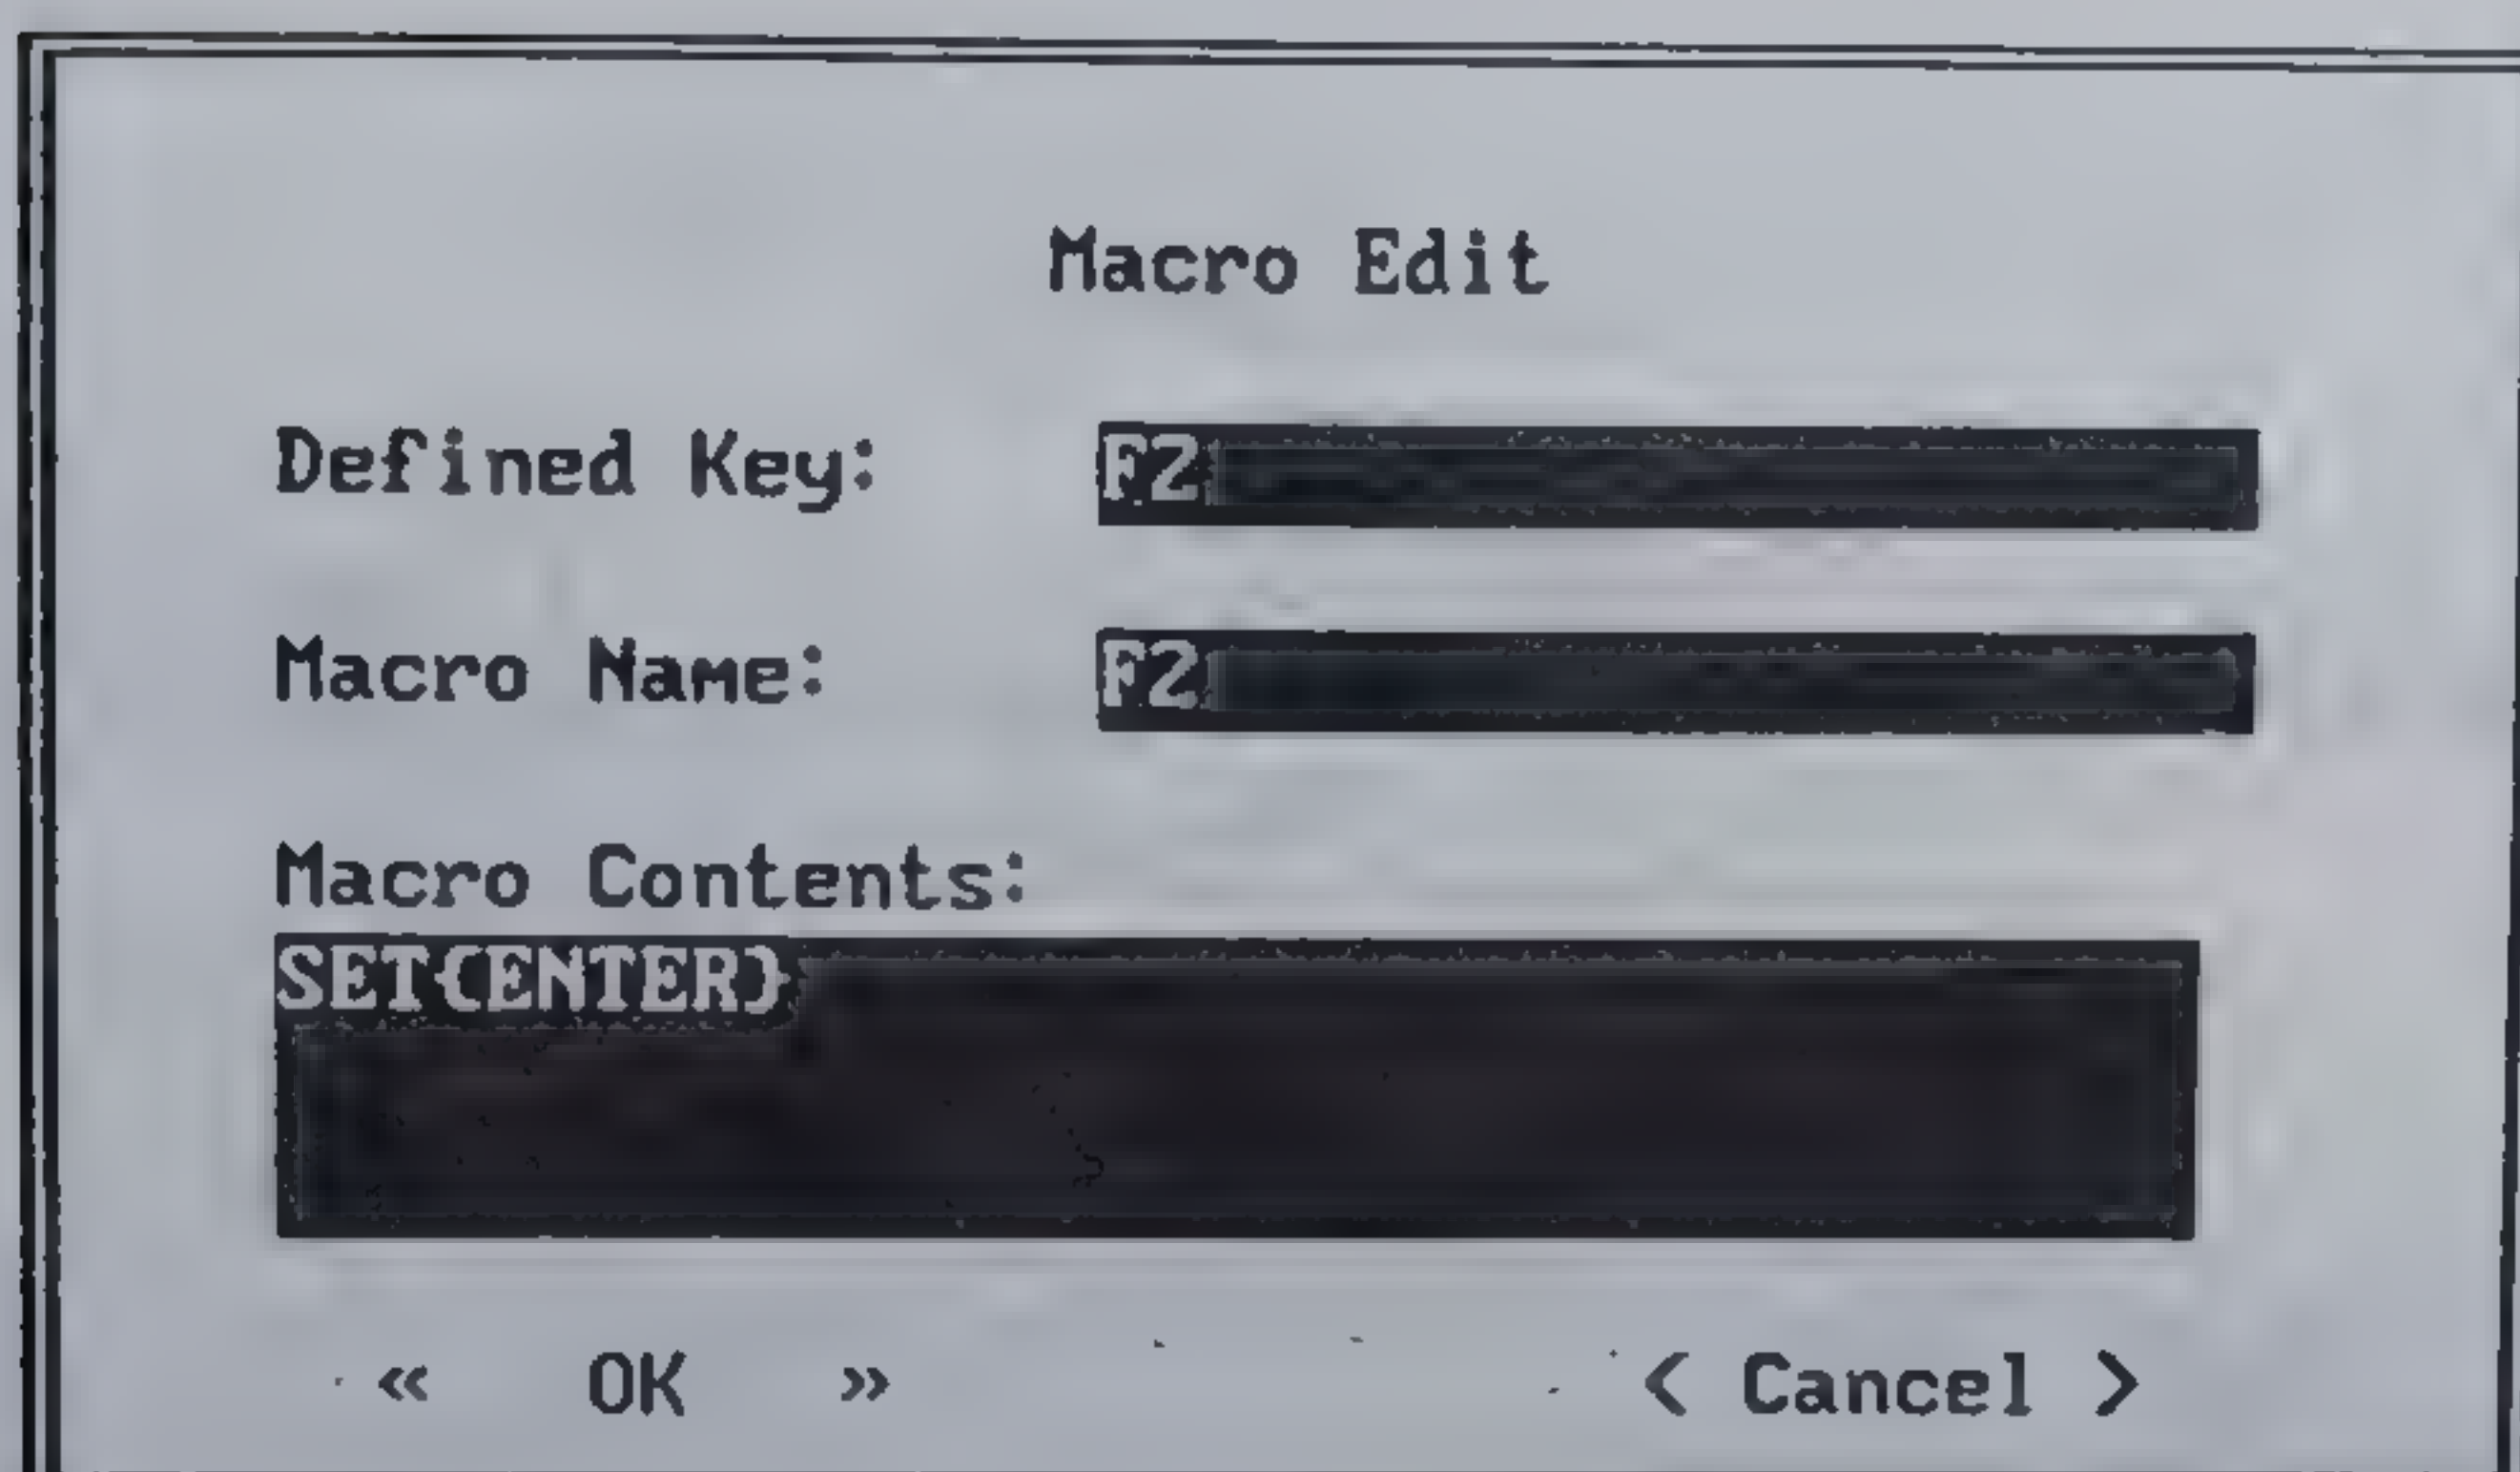 Macro Edit
Defined Key: F2
Macro Name: F2
Macro Contents:
SET{ENTER}
« OK » < Cancel >